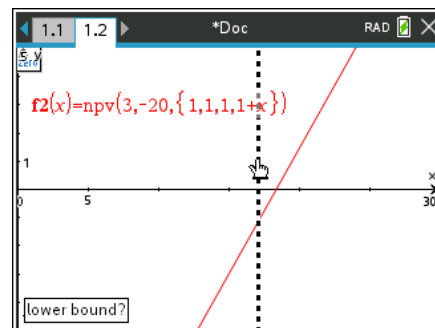 1.1 1.2 *Doc RAD
y
zero
f2(x)=npv(3,-20,{1,1,1,1+x})
1
x
0 5 30
lower bound?